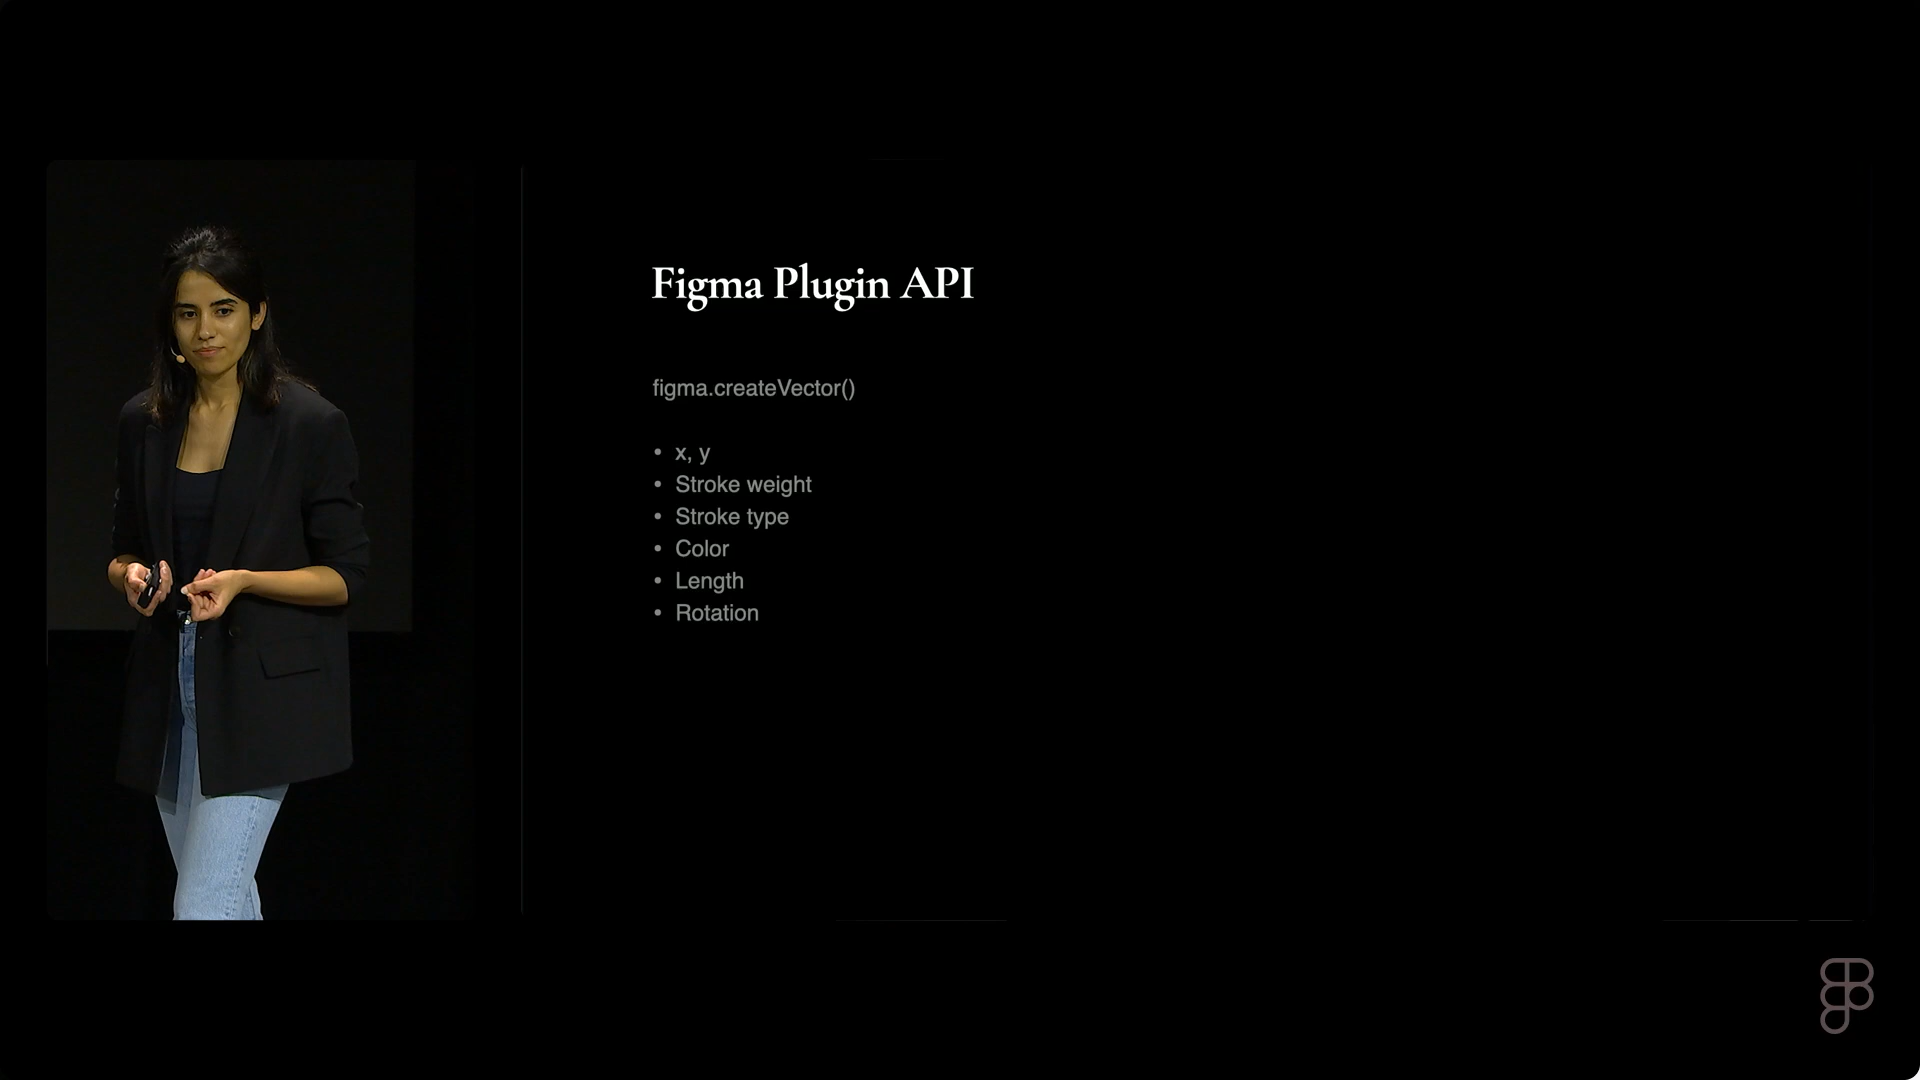 Figma Plugin API
figma.createVector()
• x, y
• Stroke weight
• Stroke type
• Color
• Length
• Rotation